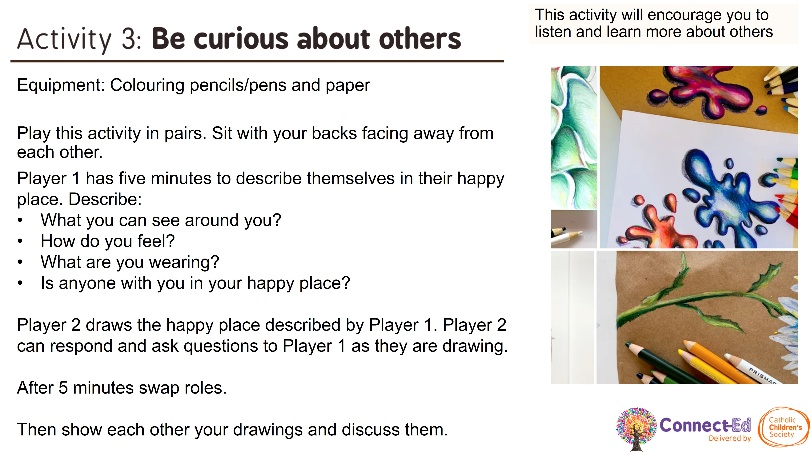 Activity 3: Be curious about others
This activity will encourage you to
listen and learn more about others
Equipment: Colouring pencils/pens and paper
Play this activity in pairs. Sit with your backs facing away from
each other.
Player 1 has five minutes to describe themselves in their happy
place. Describe:
• What you can see around you?
• How do you feel?
• What are you wearing?
• Is anyone with you in your happy place?
Player 2 draws the happy place described by Player 1. Player 2
can respond and ask questions to Player 1 as they are drawing.
After 5 minutes swap roles.
Then show each other your drawings and discuss them.
PRISMA
Connect-Ed
Delivered by
Catholic
Children's
Society